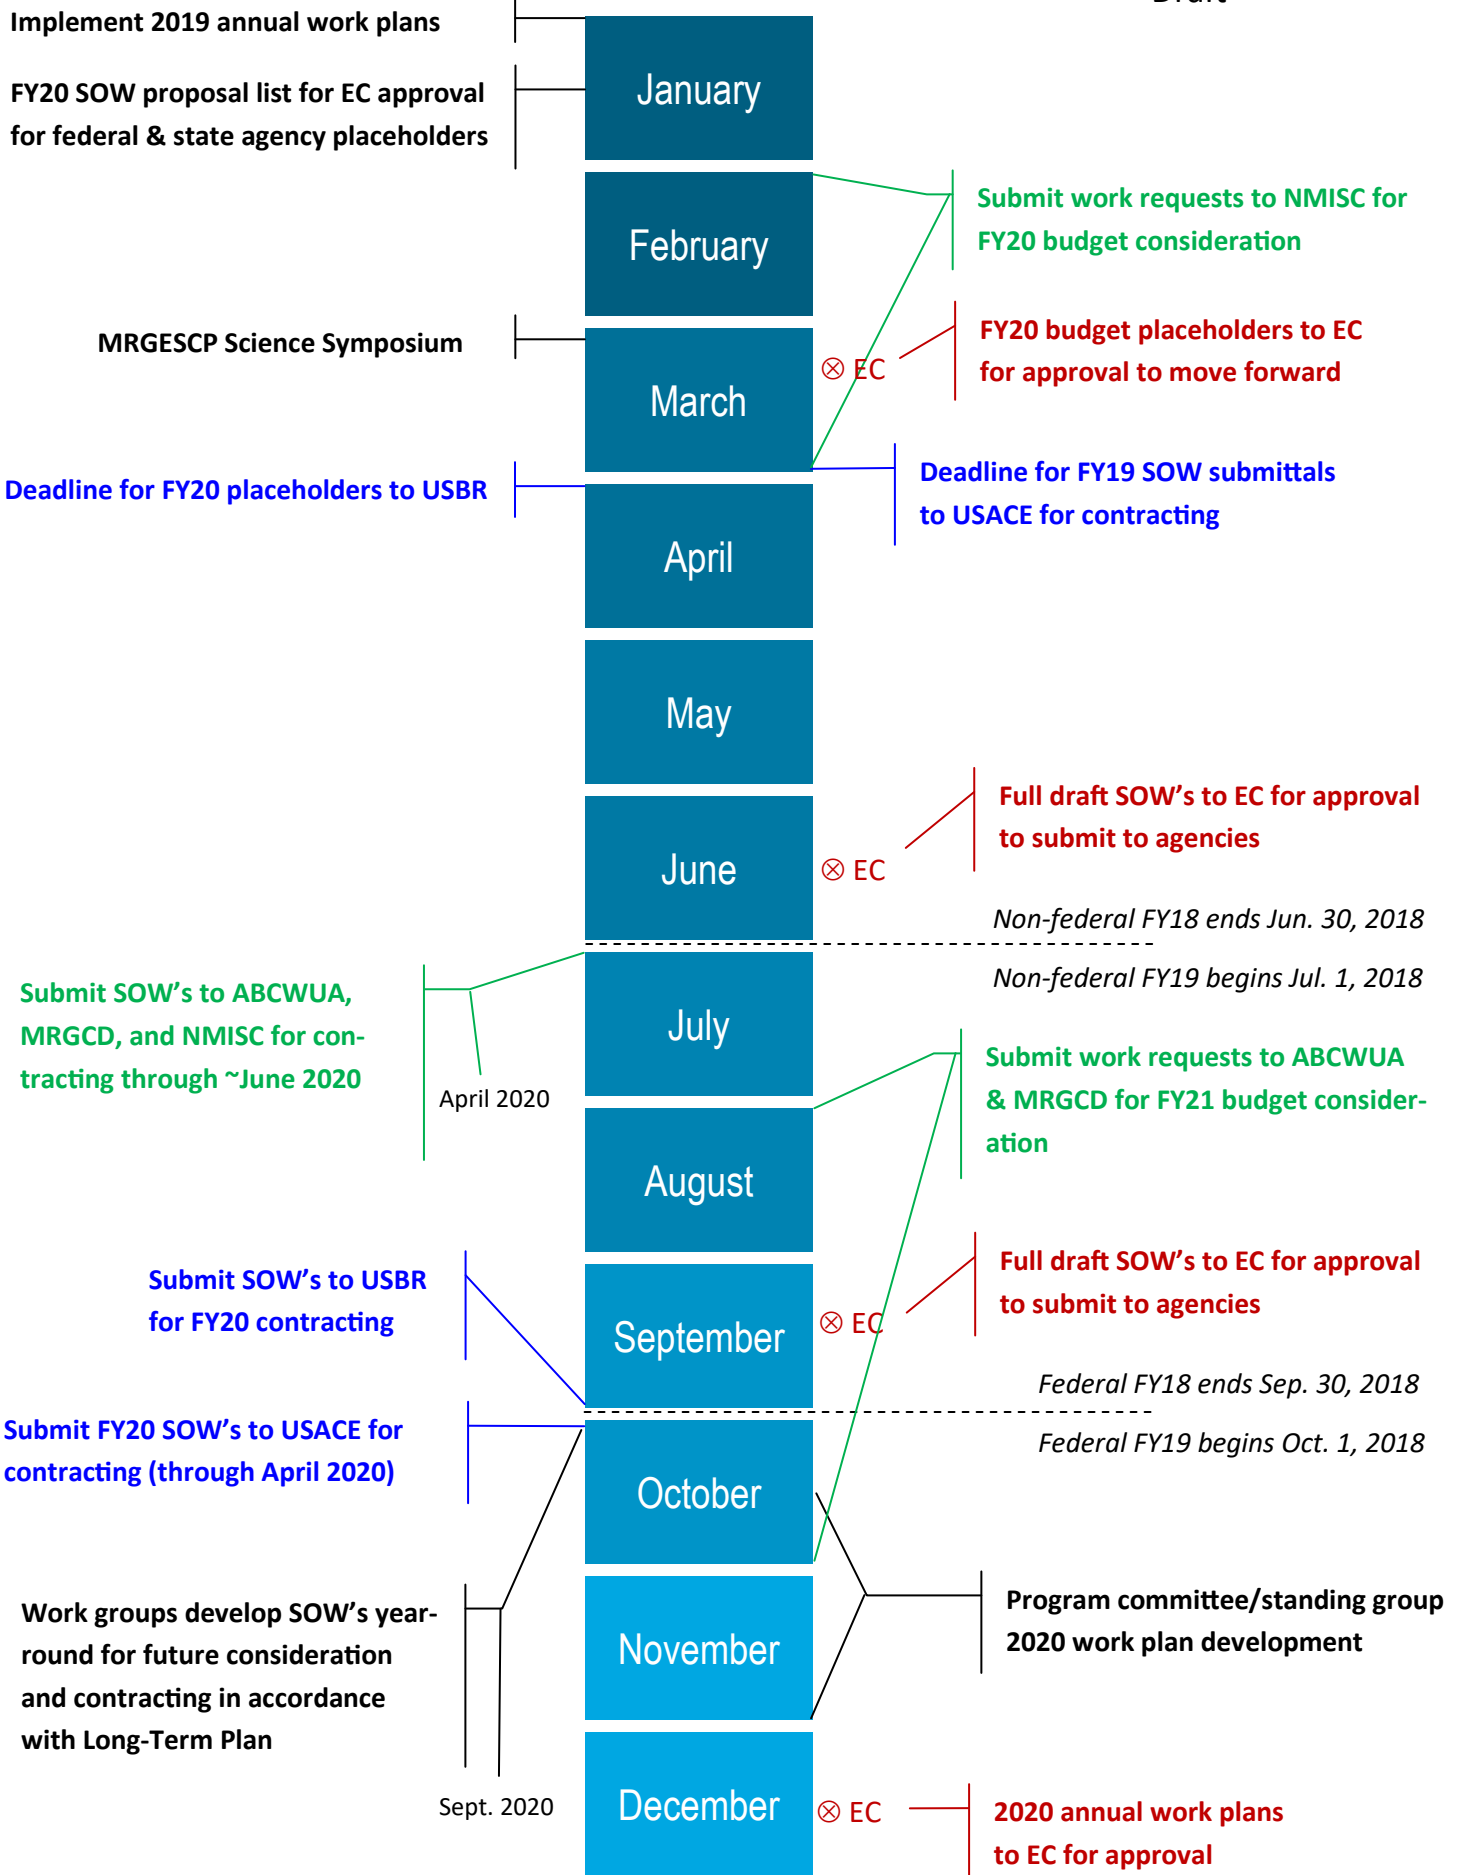 Draft
Implement 2019 annual work plans
January
FY20 SOW proposal list for EC approval
for federal & state agency placeholders
February
Submit work requests to NMISC for
FY20 budget consideration
MRGESCP Science Symposium
March
⊗ EC
FY20 budget placeholders to EC
for approval to move forward
Deadline for FY20 placeholders to USBR
Deadline for FY19 SOW submittals
to USACE for contracting
April
May
June
⊗ EC
Full draft SOW’s to EC for approval
to submit to agencies
Non-federal FY18 ends Jun. 30, 2018
Non-federal FY19 begins Jul. 1, 2018
Submit SOW’s to ABCWUA,
MRGCD, and NMISC for con-
tracting through ~June 2020
April 2020
July
Submit work requests to ABCWUA
& MRGCD for FY21 budget consider-
ation
August
Submit SOW’s to USBR
for FY20 contracting
September
⊗ EC
Full draft SOW’s to EC for approval
to submit to agencies
Federal FY18 ends Sep. 30, 2018
Federal FY19 begins Oct. 1, 2018
Submit FY20 SOW’s to USACE for
contracting (through April 2020)
October
Work groups develop SOW’s year-
round for future consideration
and contracting in accordance
with Long-Term Plan
Sept. 2020
November
Program committee/standing group
2020 work plan development
December
⊗ EC
2020 annual work plans
to EC for approval